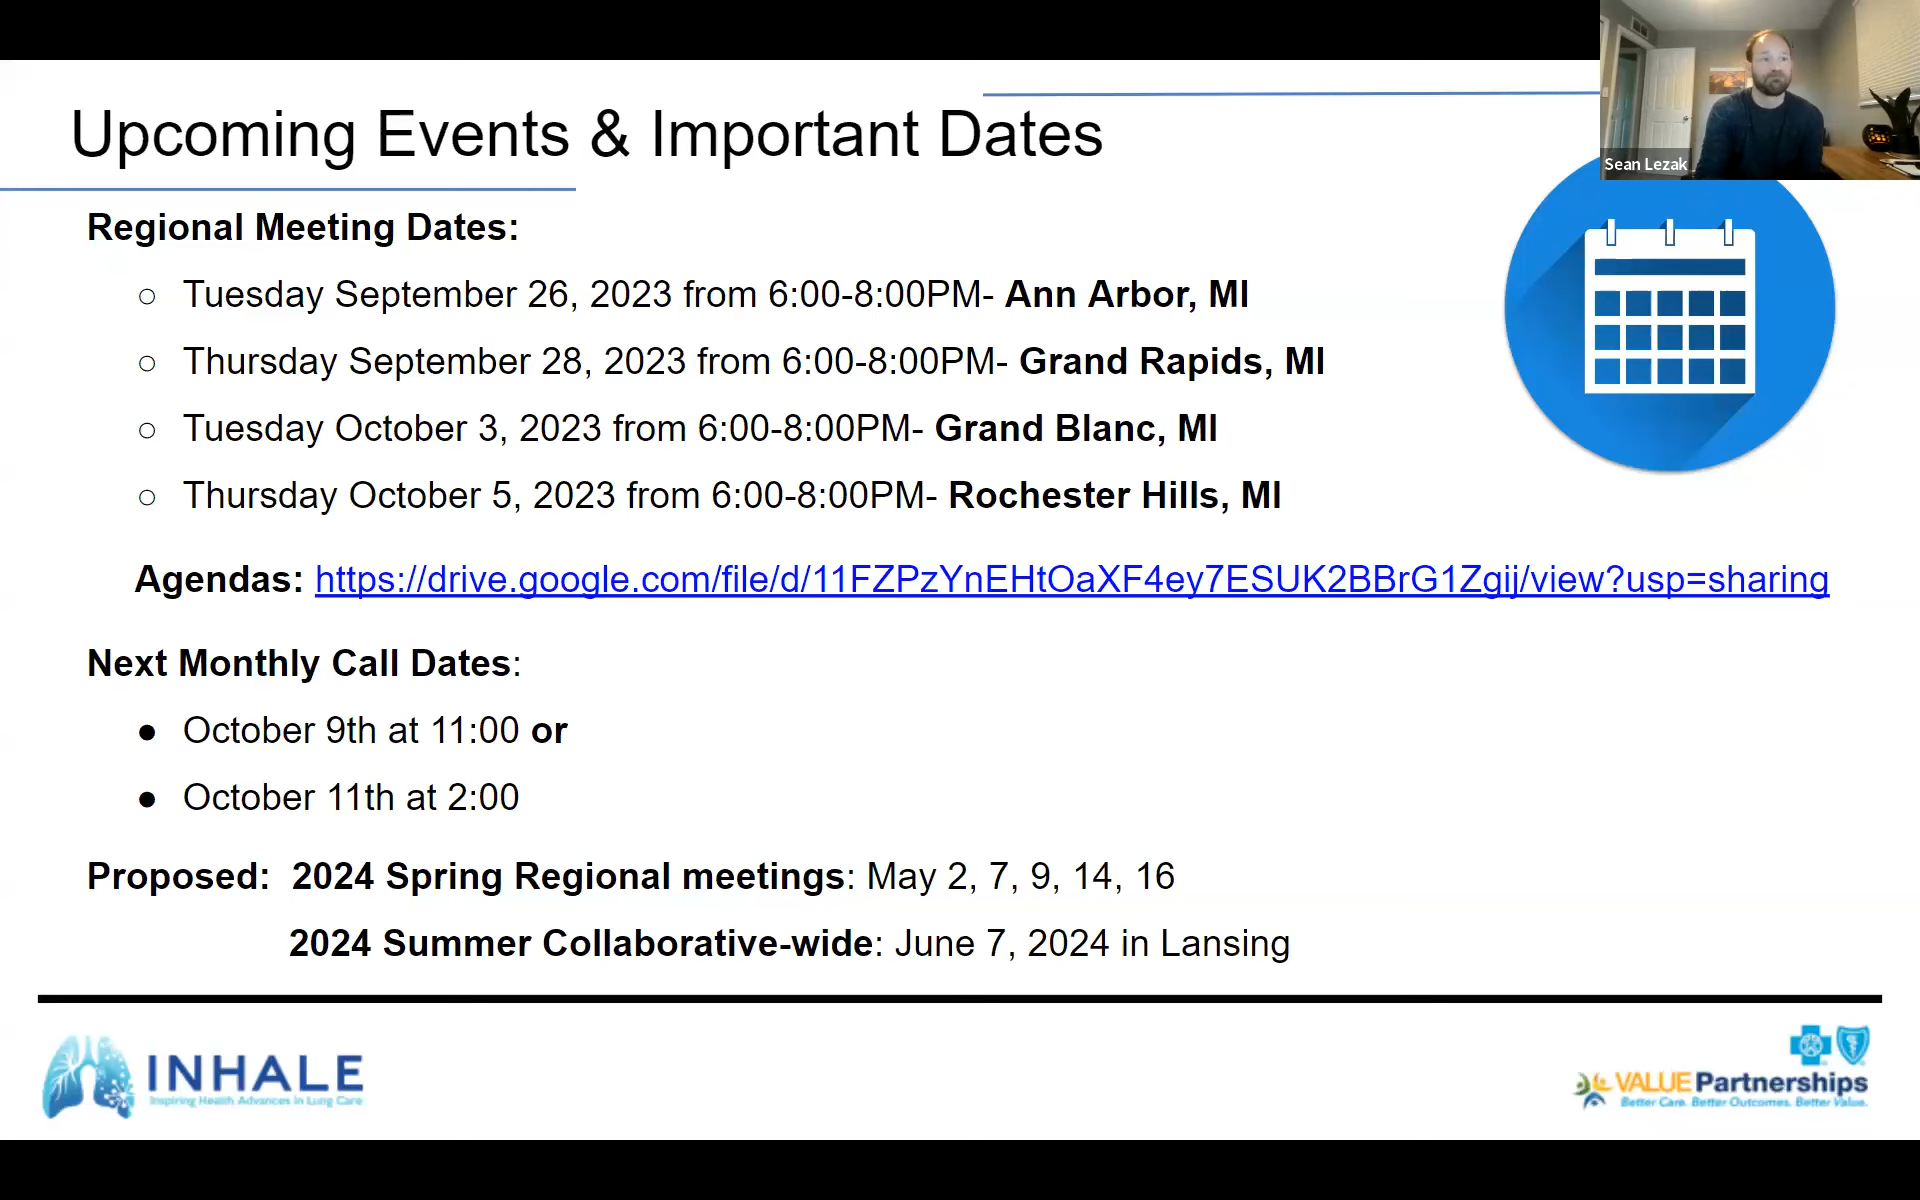 Sean Lezak
Upcoming Events & Important Dates
Regional Meeting Dates:
○ Tuesday September 26, 2023 from 6:00-8:00PM- Ann Arbor, MI
○ Thursday September 28, 2023 from 6:00-8:00PM- Grand Rapids, MI
○ Tuesday October 3, 2023 from 6:00-8:00PM- Grand Blanc, MI
○ Thursday October 5, 2023 from 6:00-8:00PM- Rochester Hills, MI
Agendas: https://drive.google.com/file/d/11FZPzYnEHtOaXF4ey7ESUK2BBrG1Zgij/view?usp=sharing
Next Monthly Call Dates:
● October 9th at 11:00 or
● October 11th at 2:00
Proposed: 2024 Spring Regional meetings: May 2, 7, 9, 14, 16
2024 Summer Collaborative-wide: June 7, 2024 in Lansing
INHALE
Inspiring Health Advances in Lung Care
VALUE Partnerships
Better Care. Better Outcomes. Better Value.